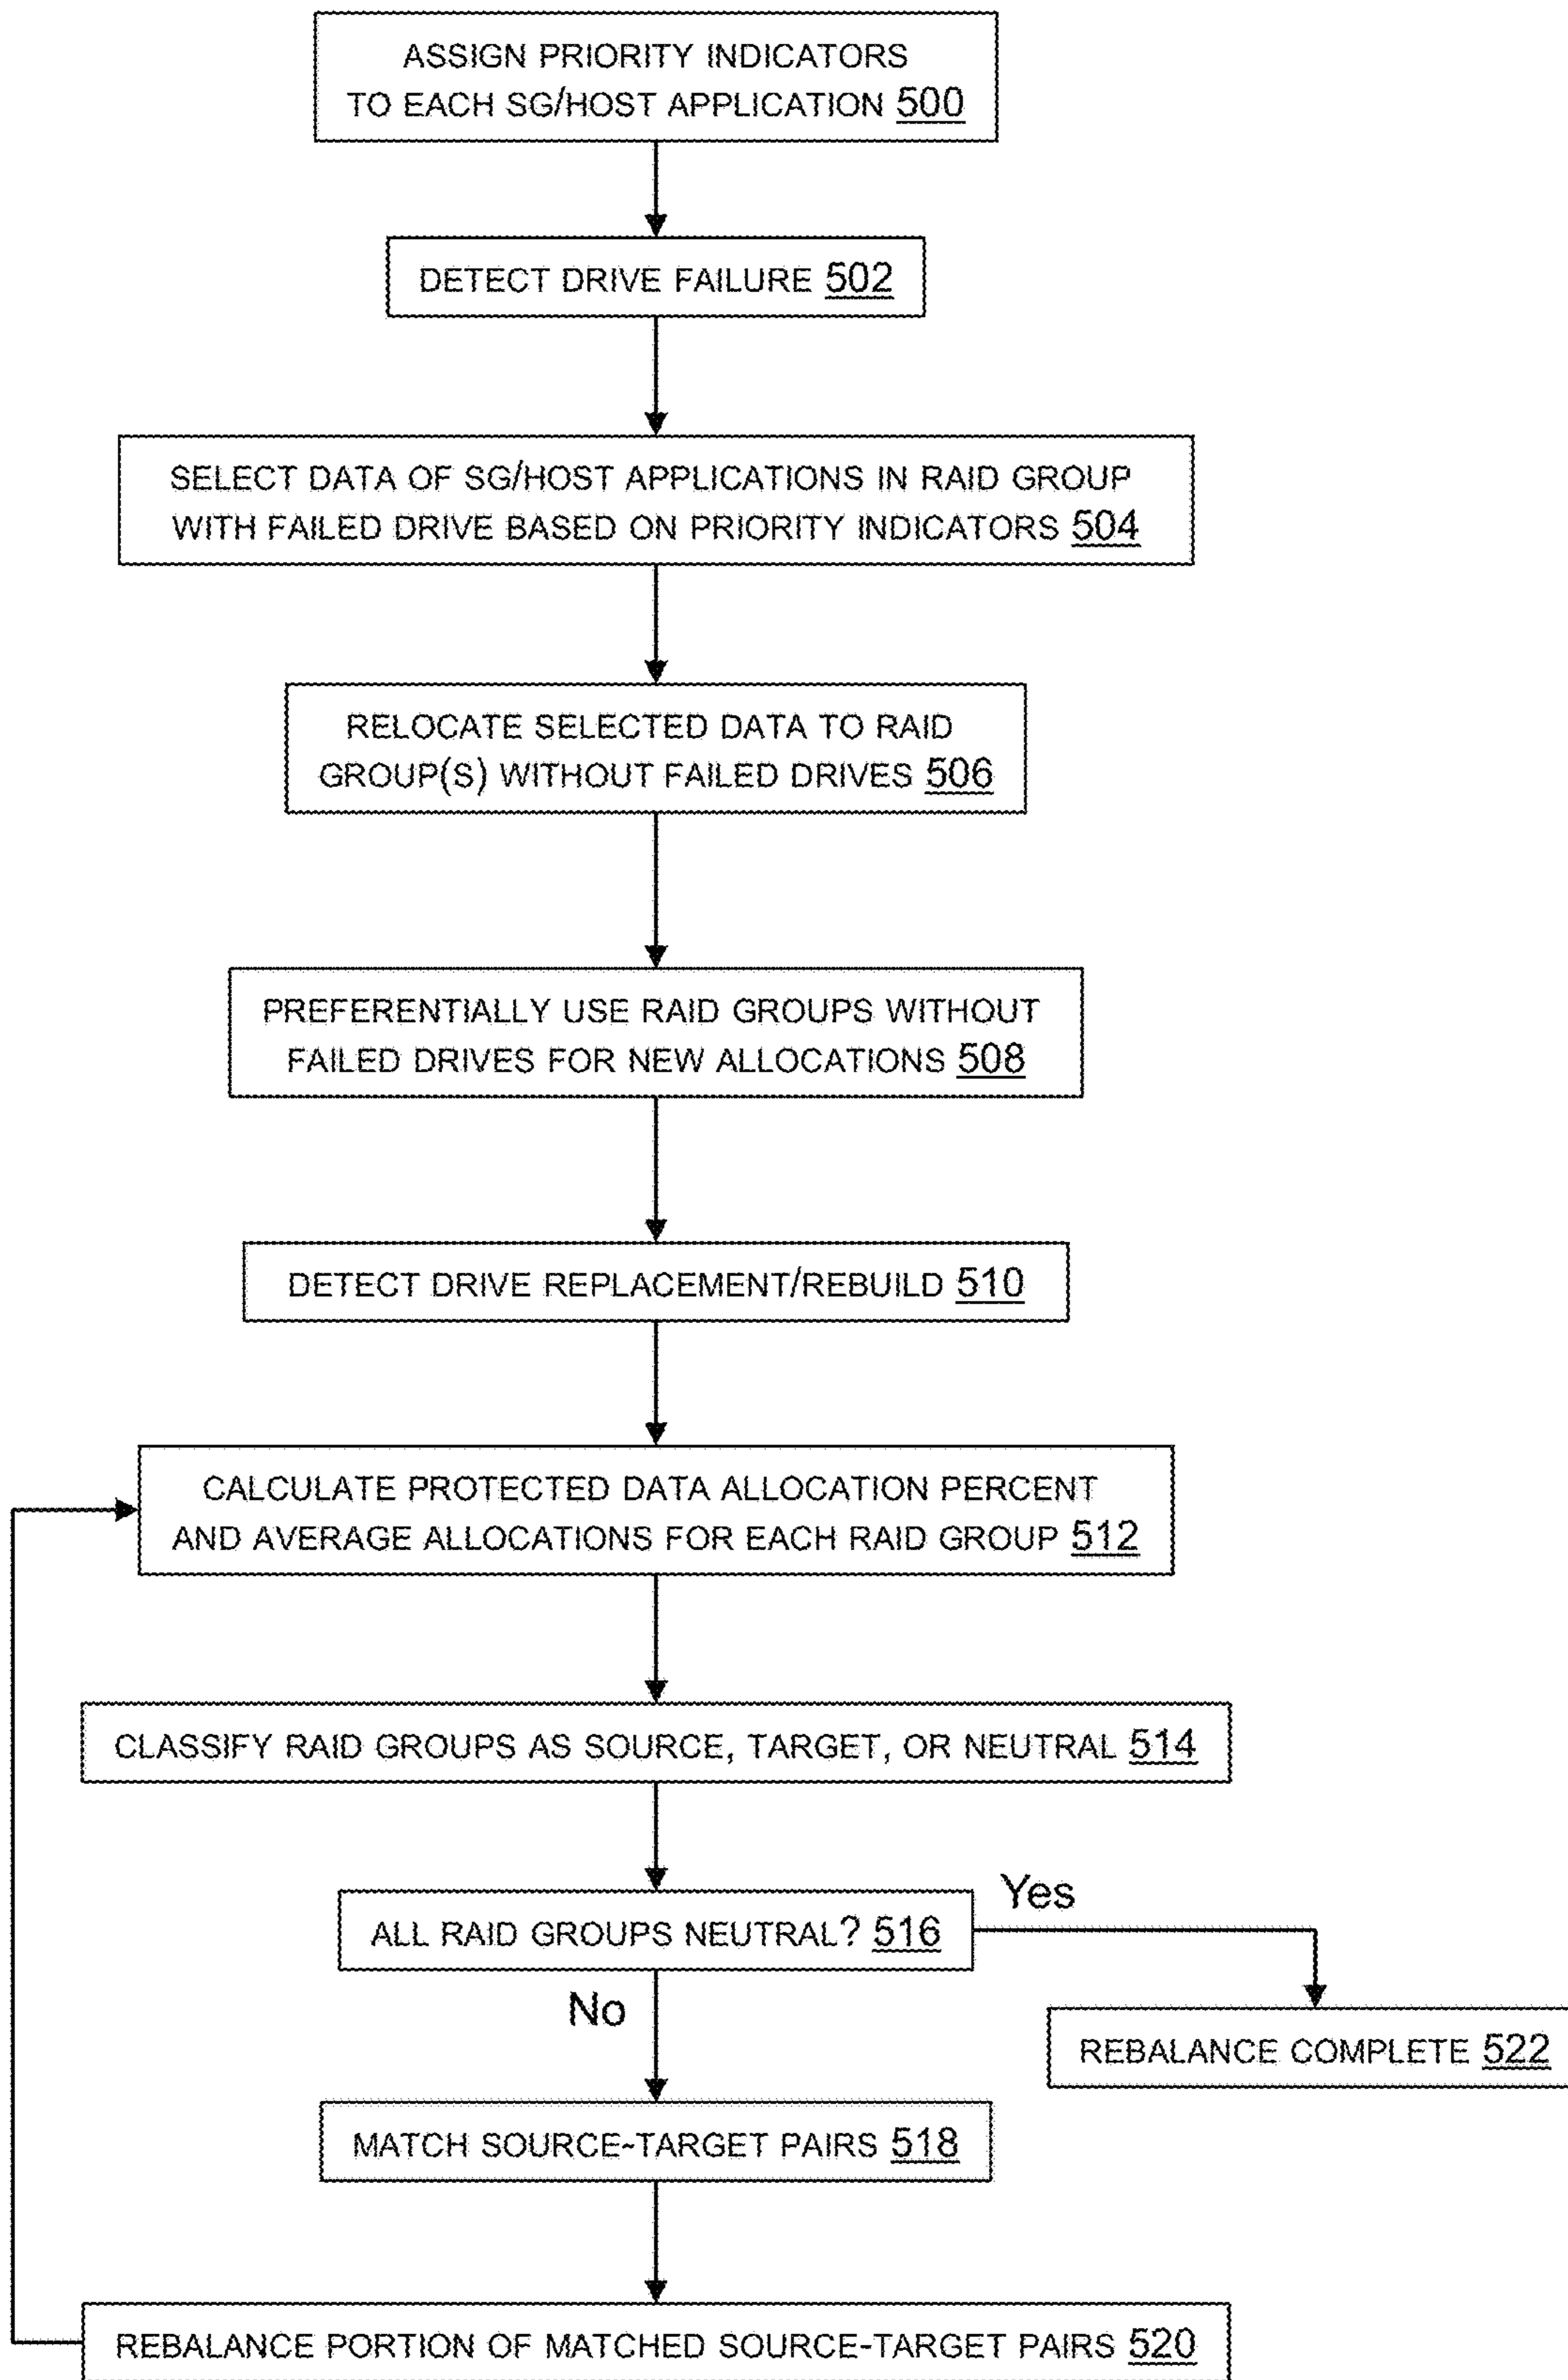 ASSIGN PRIORITY INDICATORS
TO EACH SG/HOST APPLICATION 500
DETECT DRIVE FAILURE 502
SELECT DATA OF SG/HOST APPLICATIONS IN RAID GROUP
WITH FAILED DRIVE BASED ON PRIORITY INDICATORS 504
RELOCATE SELECTED DATA TO RAID
GROUP(S) WITHOUT FAILED DRIVES 506
PREFERENTIALLY USE RAID GROUPS WITHOUT
FAILED DRIVES FOR NEW ALLOCATIONS 508
DETECT DRIVE REPLACEMENT/REBUILD 510
CALCULATE PROTECTED DATA ALLOCATION PERCENT
AND AVERAGE ALLOCATIONS FOR EACH RAID GROUP 512
CLASSIFY RAID GROUPS AS SOURCE, TARGET, OR NEUTRAL 514
ALL RAID GROUPS NEUTRAL? 516
Yes
No
REBALANCE COMPLETE 522
MATCH SOURCE-TARGET PAIRS 518
REBALANCE PORTION OF MATCHED SOURCE-TARGET PAIRS 520